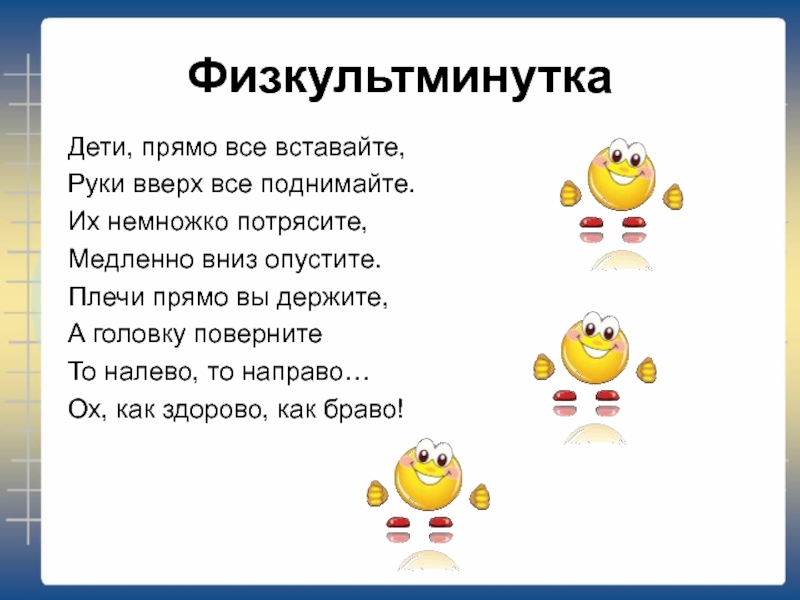 Физкультминутка
Дети, прямо все вставайте,
Руки вверх все поднимайте.
Их немножко потрясите,
Медленно вниз опустите.
Плечи прямо вы держите,
А головку поверните
То налево, то направо…
Ох, как здорово, как браво!